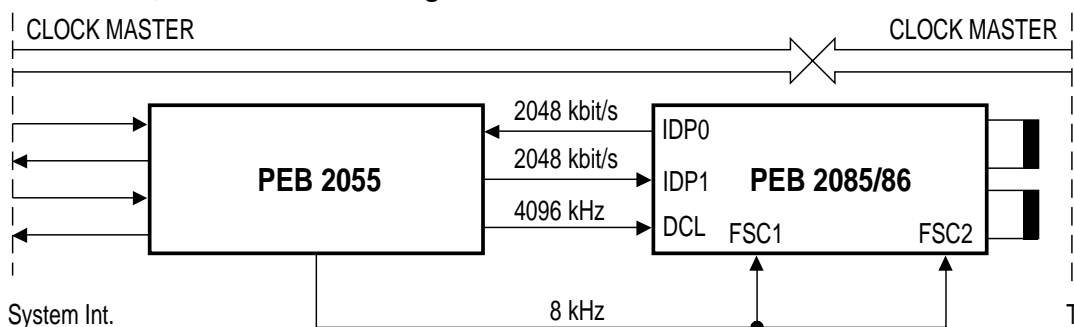 CLOCK MASTER CLOCK MASTER
2048 kbit/s
IDP0
2048 kbit/s
PEB 2055
IDP1
PEB 2085/86
4096 kHz
DCL
FSC1
FSC2
System Int.
8 kHz